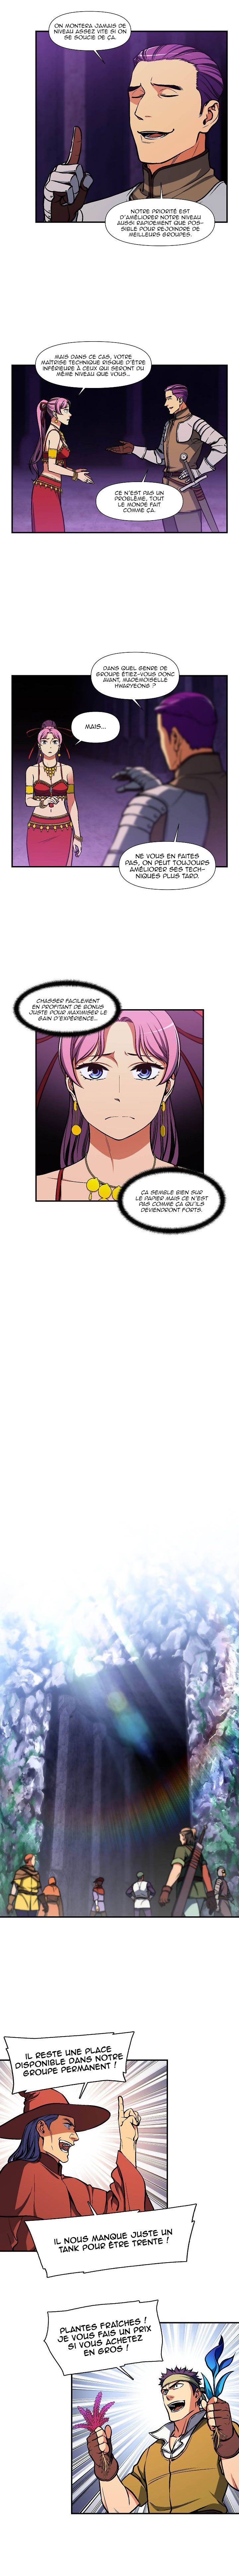 ON MONTERA JAMAIS DE
NIVEAU ASSEZ VITE SI ON
SE SOUCIE DE ÇA.
NOTRE PRIORITÉ EST
D'AMÉLIORER NOTRE NIVEAU
AUSSI RAPIDEMENT QUE POS-
SIBLE POUR REJOINDRE DE
MEILLEURS GROUPES.
MAIS DANS CE CAS, VOTRE
MAÎTRISE TECHNIQUE RISQUE D'ÊTRE
INFÉRIEURE À CEUX QUI SERONT DU
MÊME NIVEAU QUE VOUS...
CE N'EST PAS UN
PROBLÈME, TOUT
LE MONDE FAIT
COMME ÇA.
DANS QUEL GENRE DE
GROUPE ÉTIEZ-VOUS DONC
AVANT, MADEMOISELLE
HWARYEONG ?
MAIS...
NE VOUS EN FAITES
PAS, ON PEUT TOUJOURS
AMÉLIORER SES TECH-
NIQUES PLUS TARD.
CHASSER FACILEMENT
EN PROFITANT DE BONUS
JUSTE POUR MAXIMISER LE
GAIN D'EXPÉRIENCE...
ÇA SEMBLE BIEN SUR
LE PAPIER MAIS CE N'EST
PAS COMME ÇA QU'ILS
DEVIENDRONT FORTS.
IL RESTE UNE PLACE
DISPONIBLE DANS NOTRE
GROUPE PERMANENT !
IL NOUS MANQUE JUSTE UN
TANK POUR ÊTRE TRENTE !
PLANTES FRAÎCHES !
JE VOUS FAIS UN PRIX
SI VOUS ACHETEZ
EN GROS !